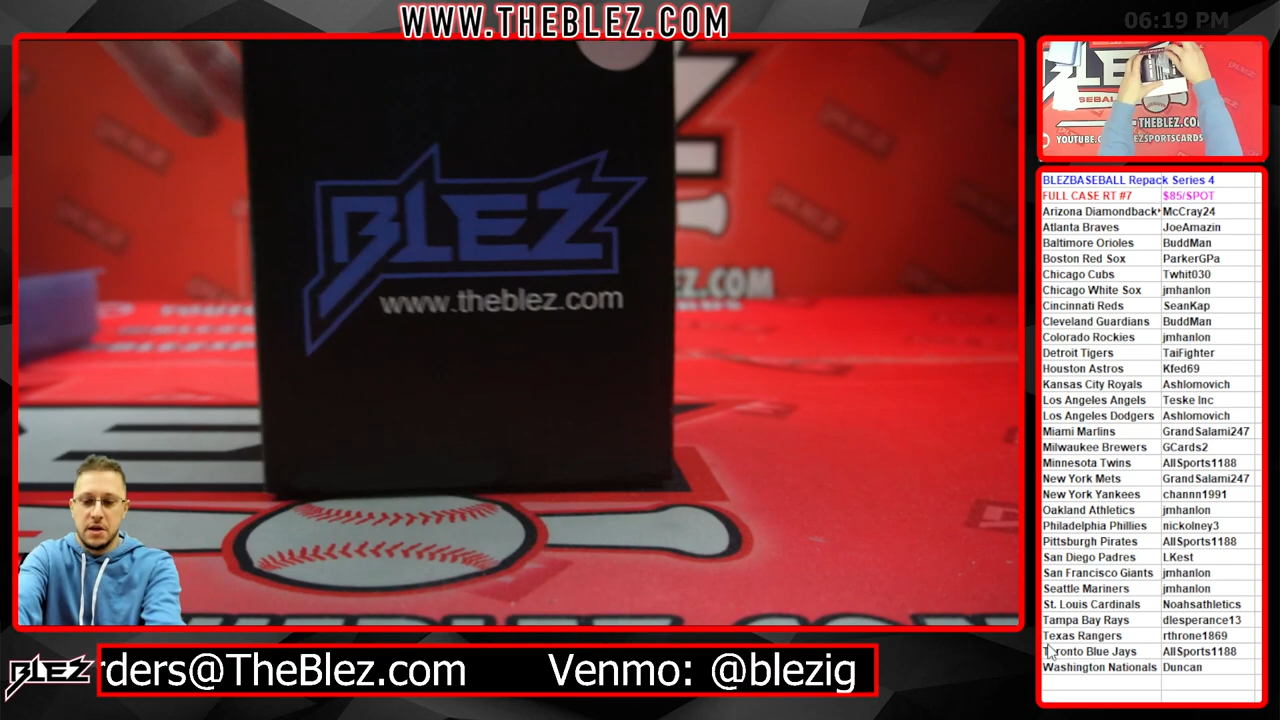 WWW.THEBLEZ.COM
06:19 PM
BLEZ
www.theblez.com
THEBLEZ.CO
YOUTUBE.C
EZSPORTSCARDS
BLEZBASEBALL Repack Series 4
FULL CASE RT #7 $85/SPOT
Arizona Diamondback McCray24
Atlanta Braves JoeAmazin
Baltimore Orioles BuddMan
Boston Red Sox ParkerGPa
Chicago Cubs Twhit030
Chicago White Sox jmhanlon
Cincinnati Reds SeanKap
Cleveland Guardians BuddMan
Colorado Rockies jmhanlon
Detroit Tigers TaiFighter
Houston Astros Kfed69
Kansas City Royals Ashlomovich
Los Angeles Angels Teske Inc
Los Angeles Dodgers Ashlomovich
Miami Marlins GrandSalami247
Milwaukee Brewers GCards2
Minnesota Twins AllSports1188
New York Mets GrandSalami247
New York Yankees channn1991
Oakland Athletics jmhanlon
Philadelphia Phillies nickolney3
Pittsburgh Pirates AllSports1188
San Diego Padres LKest
San Francisco Giants jmhanlon
Seattle Mariners jmhanlon
St. Louis Cardinals Noahsathletics
Tampa Bay Rays dlesperance13
Texas Rangers rthrone1869
Toronto Blue Jays AllSports1188
Washington Nationals Duncan
BLEZ
rders@TheBlez.com Venmo: @blezig